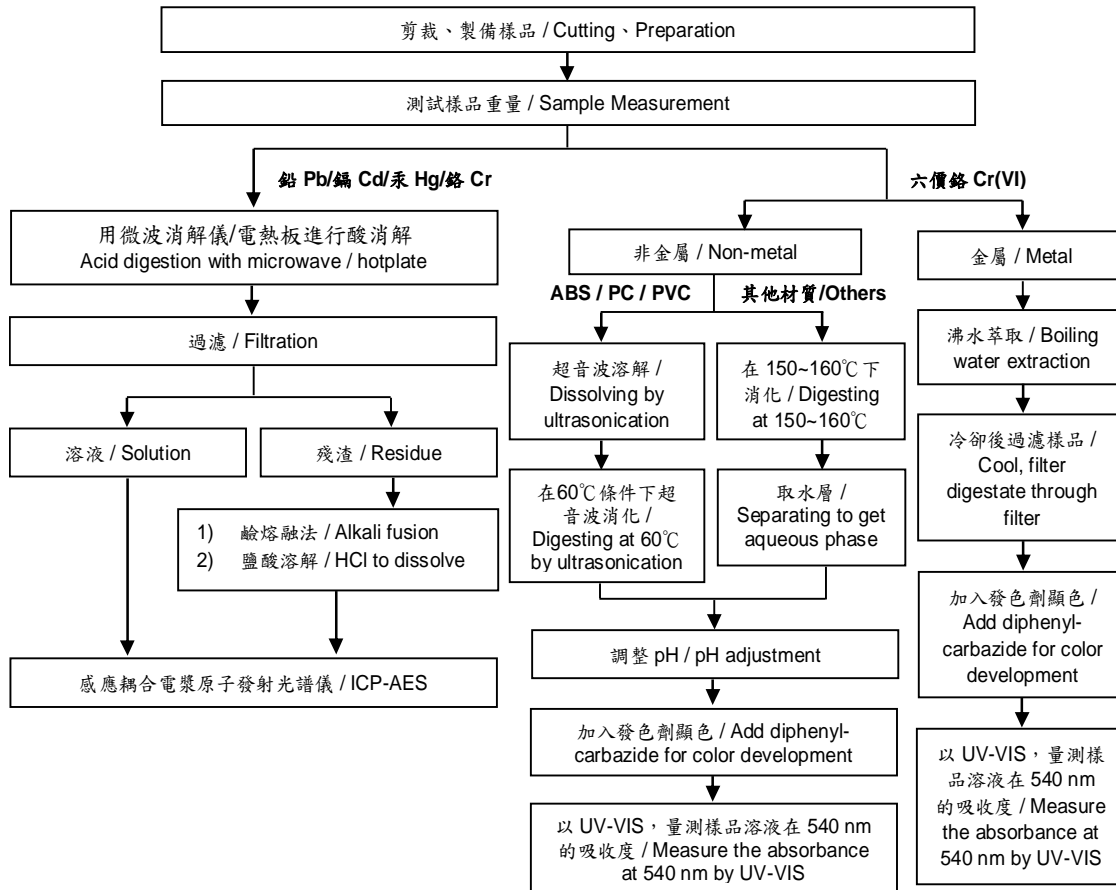 剪裁、製備樣品 / Cutting、Preparation
測試樣品重量 / Sample Measurement
鉛 Pb/鎘 Cd/汞 Hg/鉻 Cr
六價鉻 Cr(VI)
用微波消解儀/電熱板進行酸消解
Acid digestion with microwave / hotplate
過濾 / Filtration
溶液 / Solution
殘渣 / Residue
1) 鹼熔融法 / Alkali fusion
2) 鹽酸溶解 / HCl to dissolve
感應耦合電漿原子發射光譜儀 / ICP-AES
非金屬 / Non-metal
ABS / PC / PVC
其他材質/Others
超音波溶解 /
Dissolving by
ultrasonication
在60℃條件下超
音波消化 /
Digesting at 60℃
by ultrasonication
在 150~160℃下
消化 / Digesting
at 150~160℃
取水層 /
Separating to get
aqueous phase
調整 pH / pH adjustment
加入發色劑顯色 / Add diphenyl-
carbazide for color development
以 UV-VIS，量測樣品溶液在 540 nm
的吸收度 / Measure the absorbance
at 540 nm by UV-VIS
金屬 / Metal
沸水萃取 / Boiling
water extraction
冷卻後過濾樣品 /
Cool, filter
digestate through
filter
加入發色劑顯色 /
Add diphenyl-
carbazide for color
development
以 UV-VIS，量測樣
品溶液在 540 nm
的吸收度 / Measure
the absorbance at
540 nm by UV-VIS